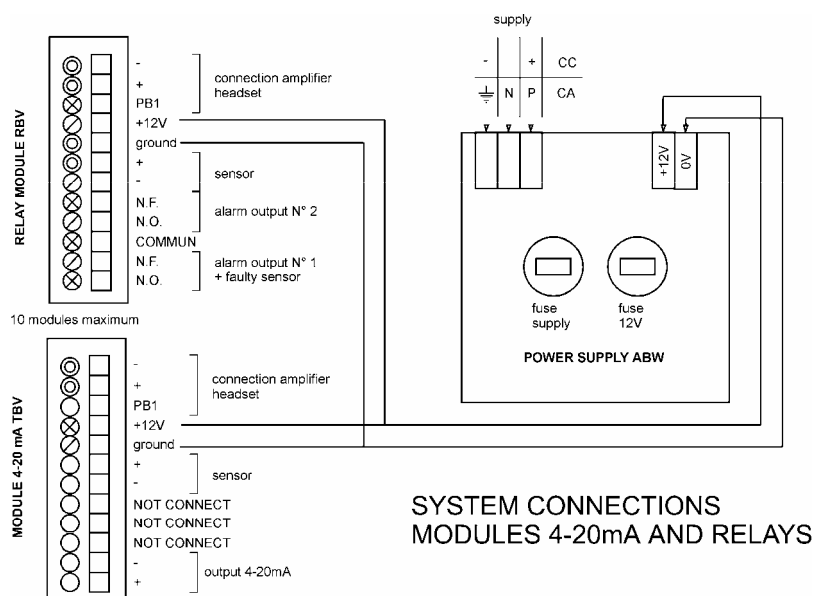 supply
- + CC
N P CA
RELAY MODULE RBV
-
+
PB1
+12V
ground
+
-
N.F.
N.O.
COMMUN
N.F.
N.O.
connection amplifier
headset
sensor
alarm output N° 2
alarm output N° 1
+ faulty sensor
10 modules maximum
+12V
0V
fuse
supply
fuse
12V
POWER SUPPLY ABW
MODULE 4-20 mA TBV
-
+
PB1
+12V
ground
+
-
NOT CONNECT
NOT CONNECT
NOT CONNECT
-
+
connection amplifier
headset
sensor
output 4-20mA
SYSTEM CONNECTIONS
MODULES 4-20mA AND RELAYS